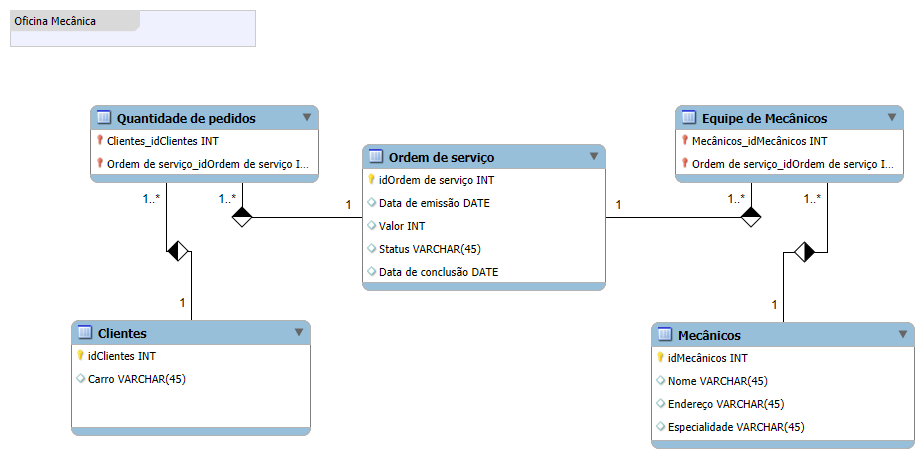 Oficina Mecânica
Quantidade de pedidos
Clientes_idClientes INT
Ordem de serviço_idOrdem de serviço I...
Equipe de Mecânicos
Mecânicos_idMecânicos INT
Ordem de serviço_idOrdem de serviço I...
Ordem de serviço
idOrdem de serviço INT
Data de emissão DATE
Valor INT
Status VARCHAR(45)
Data de conclusão DATE
1..*
1..*
1
1
1..*
1..*
1
1
Clientes
idClientes INT
Carro VARCHAR(45)
Mecânicos
idMecânicos INT
Nome VARCHAR(45)
Endereço VARCHAR(45)
Especialidade VARCHAR(45)